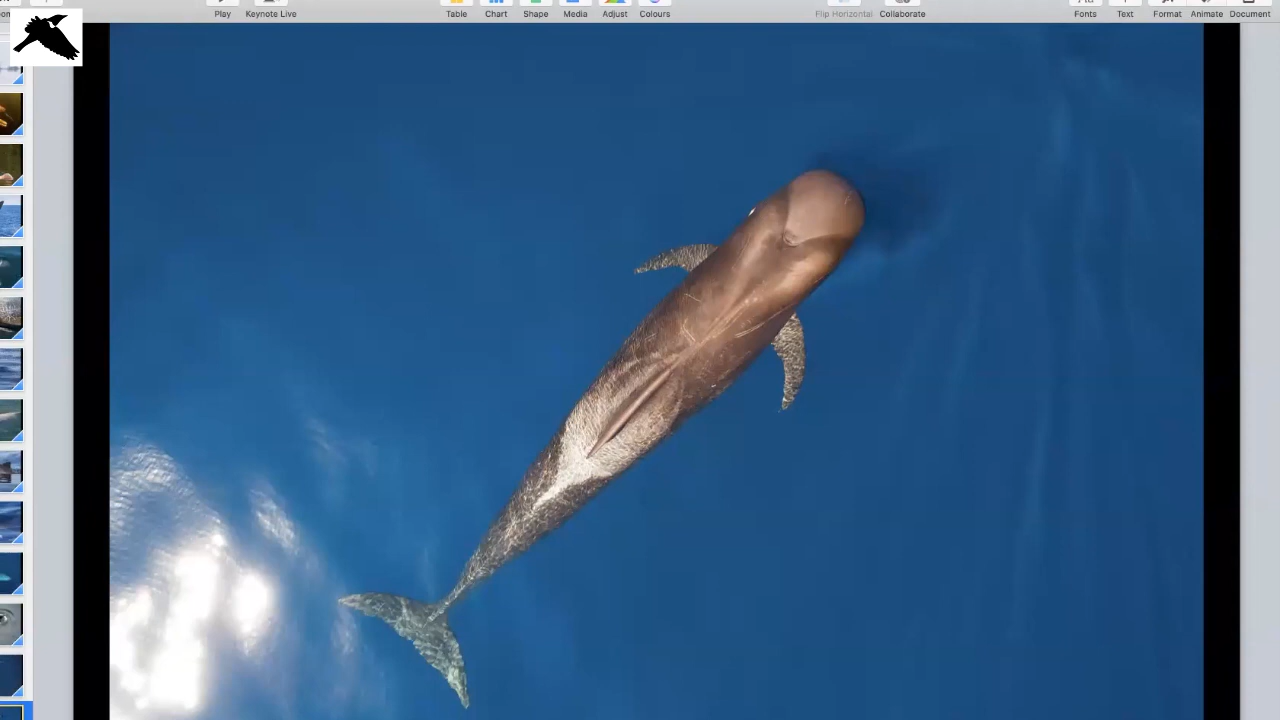 Play
Keynote Live
Table
Chart
Shape
Media
Adjust
Colours
Flip Horizontal
Collaborate
Fonts
Text
Format
Animate
Document